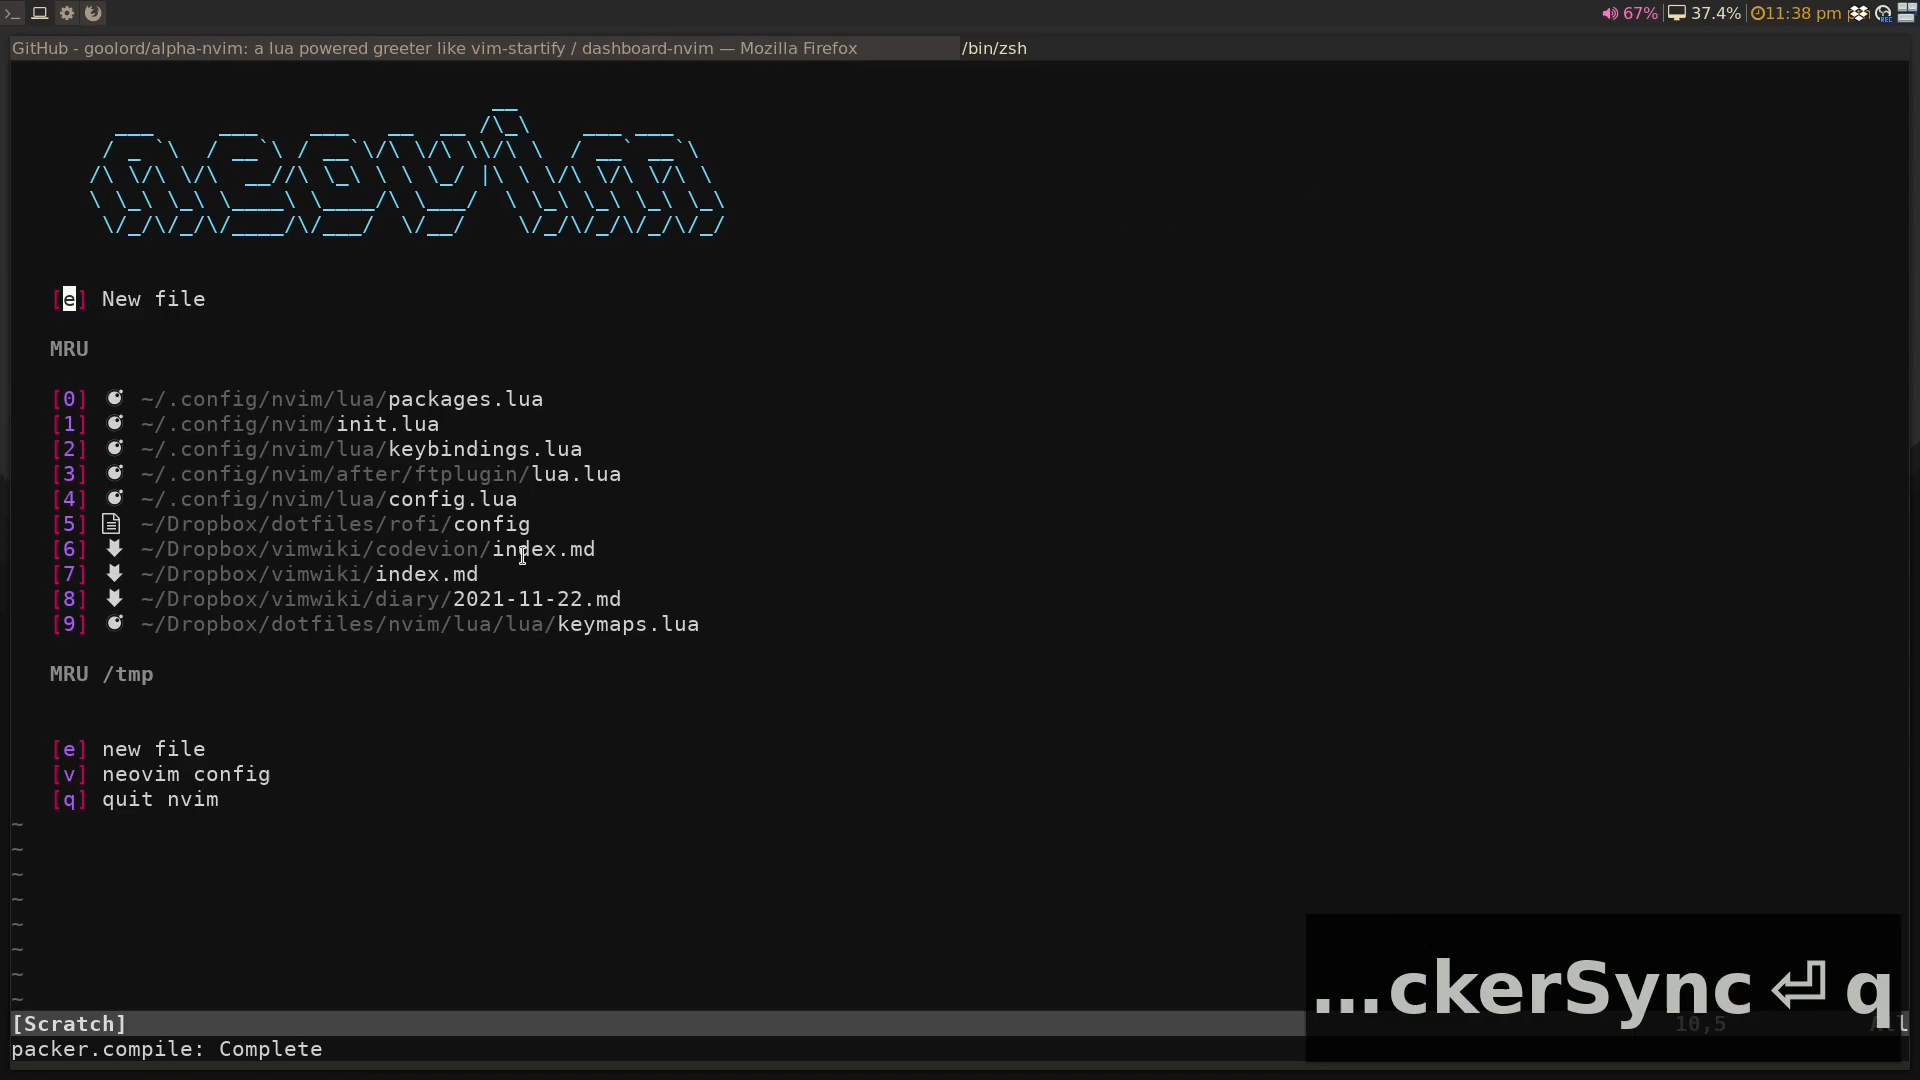 67% 37.4% 11:38 pm
GitHub - goolord/alpha-nvim: a lua powered greeter like vim-startify / dashboard-nvim — Mozilla Firefox /bin/zsh
neovim
[e] New file
MRU
[0] ~/.config/nvim/lua/packages.lua
[1] ~/.config/nvim/init.lua
[2] ~/.config/nvim/lua/keybindings.lua
[3] ~/.config/nvim/after/ftplugin/lua.lua
[4] ~/.config/nvim/lua/config.lua
[5] ~/Dropbox/dotfiles/rofi/config
[6] ~/Dropbox/vimwiki/codevion/index.md
[7] ~/Dropbox/vimwiki/index.md
[8] ~/Dropbox/vimwiki/diary/2021-11-22.md
[9] ~/Dropbox/dotfiles/nvim/lua/lua/keymaps.lua
MRU /tmp
[e] new file
[v] neovim config
[q] quit nvim
~
~
~
~
~
~
~
~
...ckerSync ⏎ q
[Scratch] 10,5 All
packer.compile: Complete